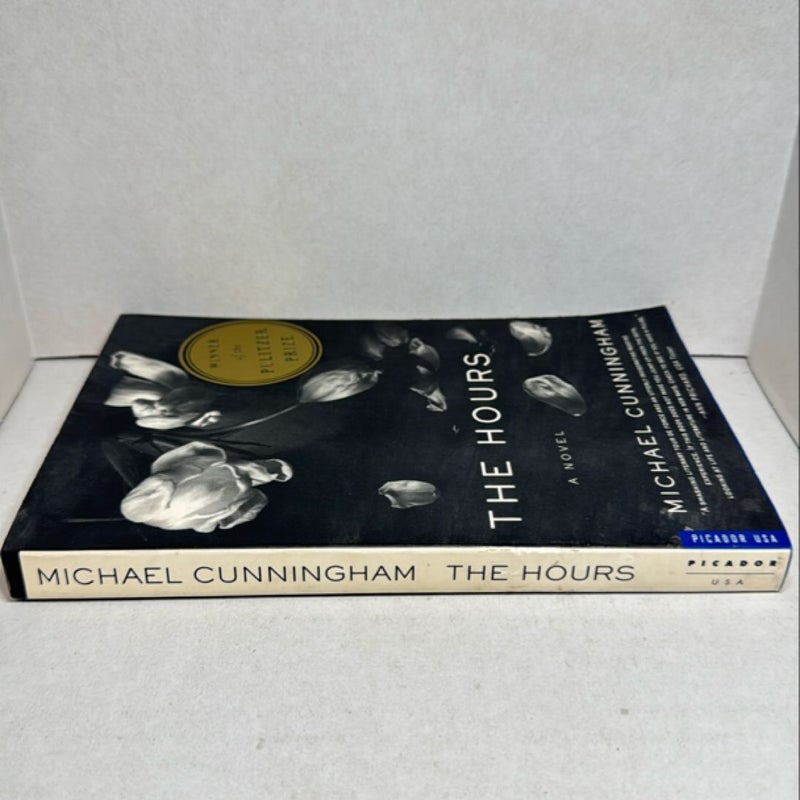 WINNER
of the
PULITZER
PRIZE
THE HOURS
A NOVEL
MICHAEL CUNNINGHAM
PICADOR USA
MICHAEL CUNNINGHAM THE HOURS
PICADOR
USA